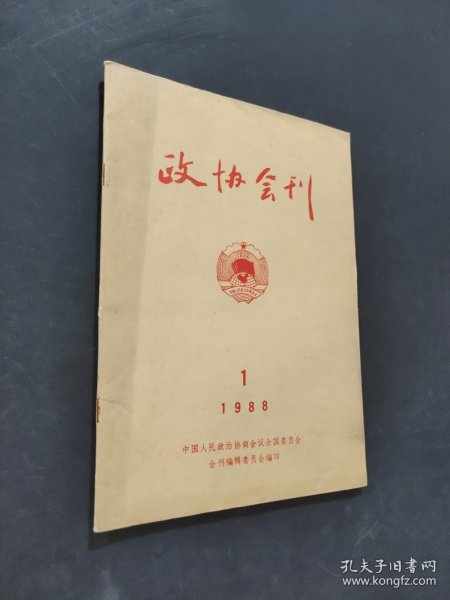 政协会刊
1
1988
中国人民政治协商会议全国委员会
会刊编辑委员会编印
孔夫子旧书网
www.kongfz.com